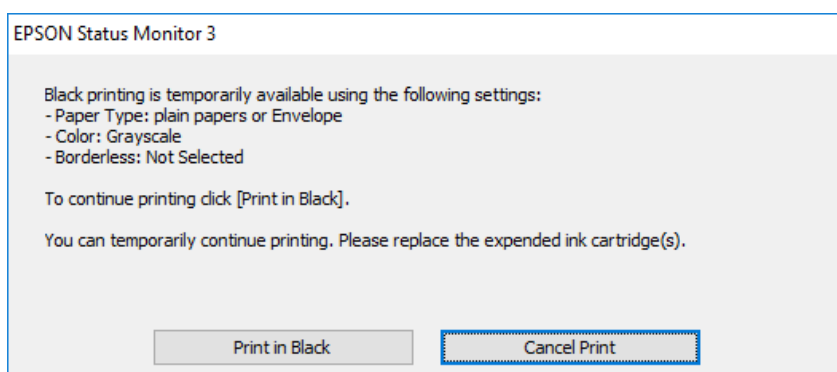 EPSON Status Monitor 3
Black printing is temporarily available using the following settings:
- Paper Type: plain papers or Envelope
- Color: Grayscale
- Borderless: Not Selected
To continue printing click [Print in Black].
You can temporarily continue printing. Please replace the expended ink cartridge(s).
Print in Black
Cancel Print